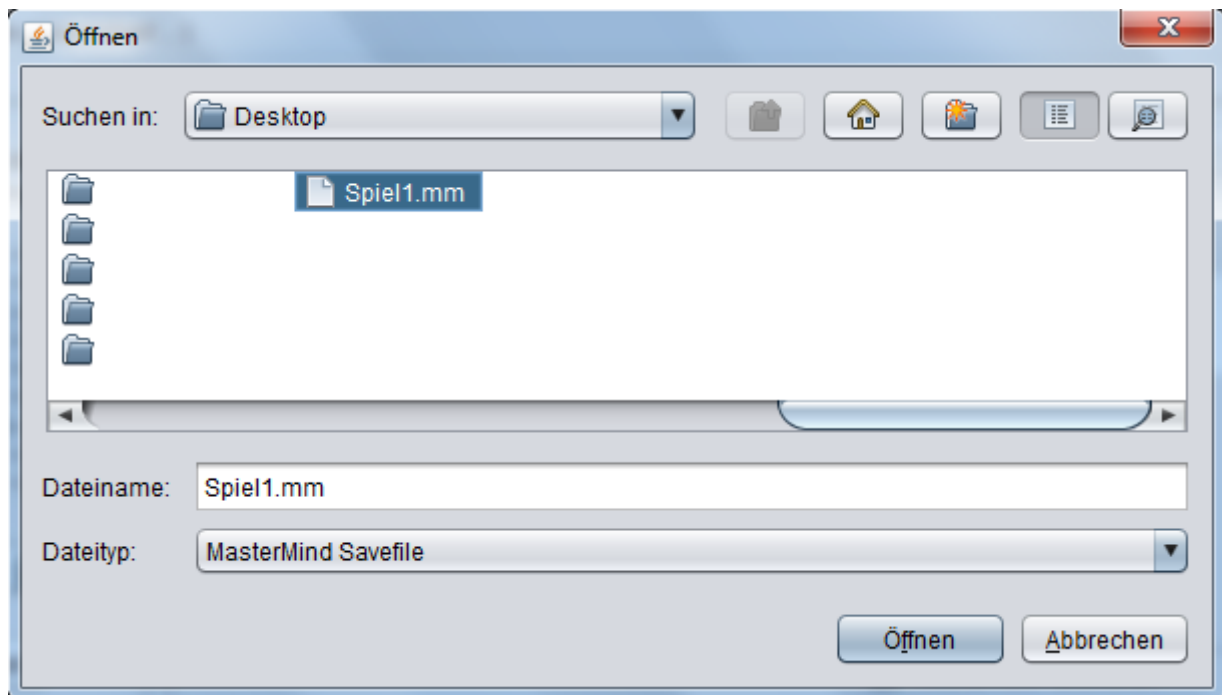 Öffnen
Suchen in: Desktop
Spiel1.mm
Dateiname: Spiel1.mm
Dateityp: MasterMind Savefile
Öffnen Abbrechen